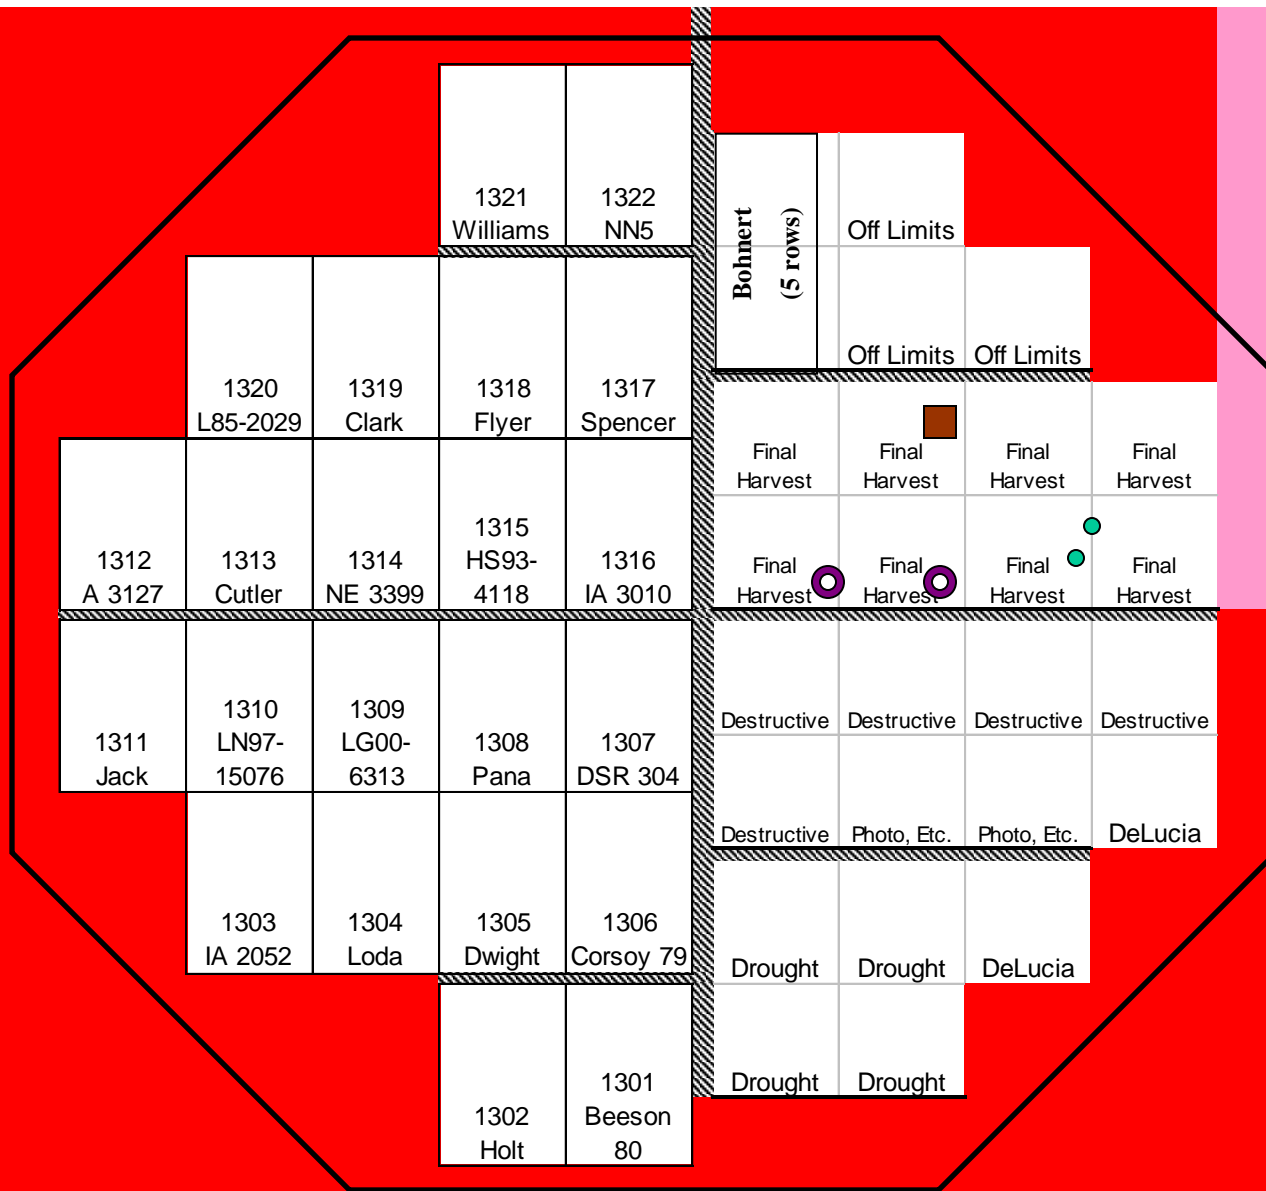 1321
Williams
1322
NN5
Bohnert
(5 rows)
Off Limits
Off Limits
Off Limits
1320
L85-2029
1319
Clark
1318
Flyer
1317
Spencer
Final
Harvest
Final
Harvest
Final
Harvest
Final
Harvest
1312
A 3127
1313
Cutler
1314
NE 3399
1315
HS93-
4118
1316
IA 3010
Final
Harvest
Final
Harvest
Final
Harvest
Final
Harvest
1311
Jack
1310
LN97-
15076
1309
LG00-
6313
1308
Pana
1307
DSR 304
Destructive
Destructive
Destructive
Destructive
Destructive
Photo, Etc.
Photo, Etc.
DeLucia
1303
IA 2052
1304
Loda
1305
Dwight
1306
Corsoy 79
Drought
Drought
DeLucia
1302
Holt
1301
Beeson
80
Drought
Drought